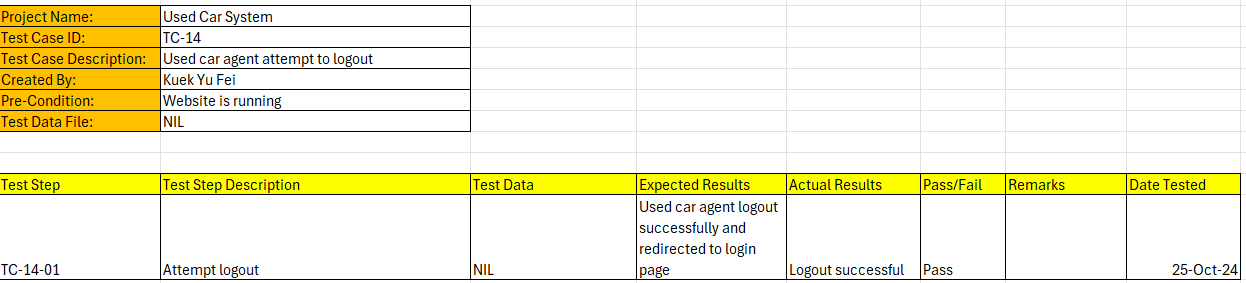 Project Name: Used Car System
Test Case ID: TC-14
Test Case Description: Used car agent attempt to logout
Created By: Kuek Yu Fei
Pre-Condition: Website is running
Test Data File: NIL
Test Step Test Step Description Test Data Expected Results Actual Results Pass/Fail Remarks Date Tested
Used car agent logout
successfully and
redirected to login
TC-14-01 Attempt logout NIL page Logout successful Pass 25-Oct-24